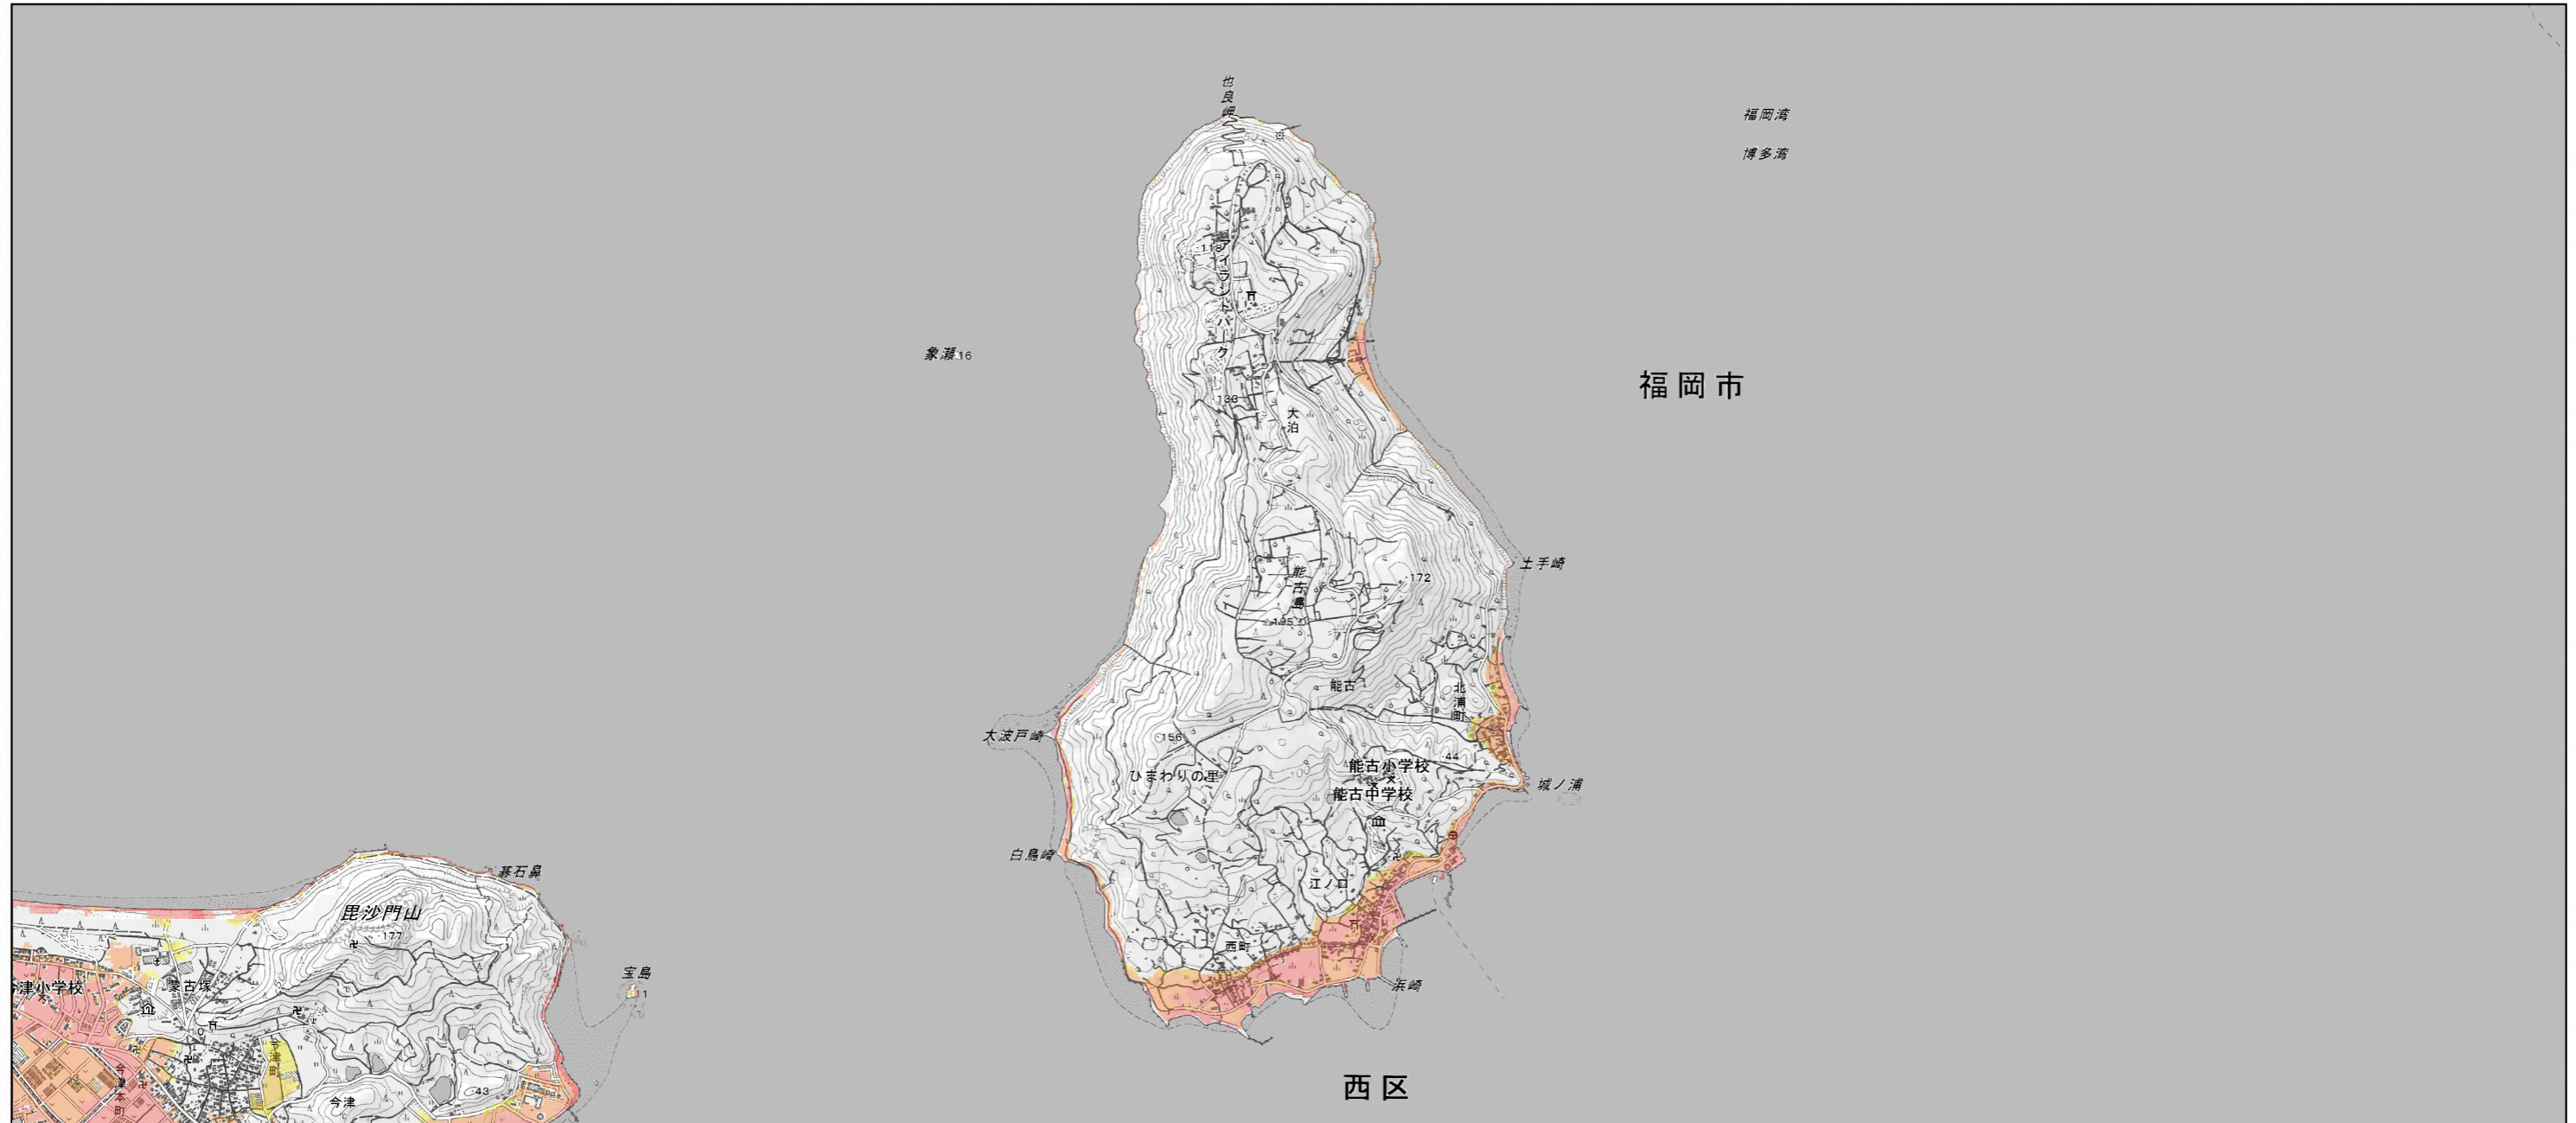 也良岬
福岡湾
博多湾
118
アイランドパーク
象瀬 16
福岡市
133
大泊
土手崎
172
能古島
195
能古
北浦町
大波戸崎
156
44
能古小学校
ひまわりの里
城ノ浦
能古中学校
白鳥崎
碁石鼻
江ノ口
毘沙門山
177
西町
宝島
1
浜崎
今津小学校
蒙古塚
今津町
今津本町
43
今津
西区